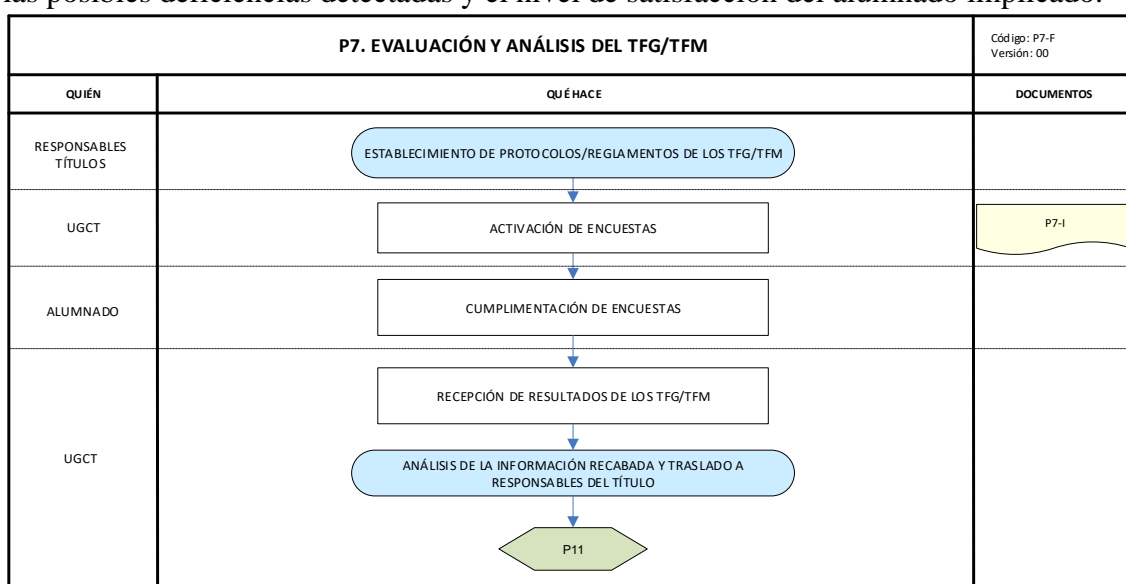 las posibles deficiencias detectadas y el nivel de satisfacción del alumnado implicado.
P7. EVALUACIÓN Y ANÁLISIS DEL TFG/TFM
Código: P7-F
Versión: 00
QUIÉN
QUÉ HACE
DOCUMENTOS
RESPONSABLES
TÍTULOS
ESTABLECIMIENTO DE PROTOCOLOS/REGLAMENTOS DE LOS TFG/TFM
UGCT
ACTIVACIÓN DE ENCUESTAS
P7-I
ALUMNADO
CUMPLIMENTACIÓN DE ENCUESTAS
RECEPCIÓN DE RESULTADOS DE LOS TFG/TFM
UGCT
ANÁLISIS DE LA INFORMACIÓN RECABADA Y TRASLADO A
RESPONSABLES DEL TÍTULO
P11